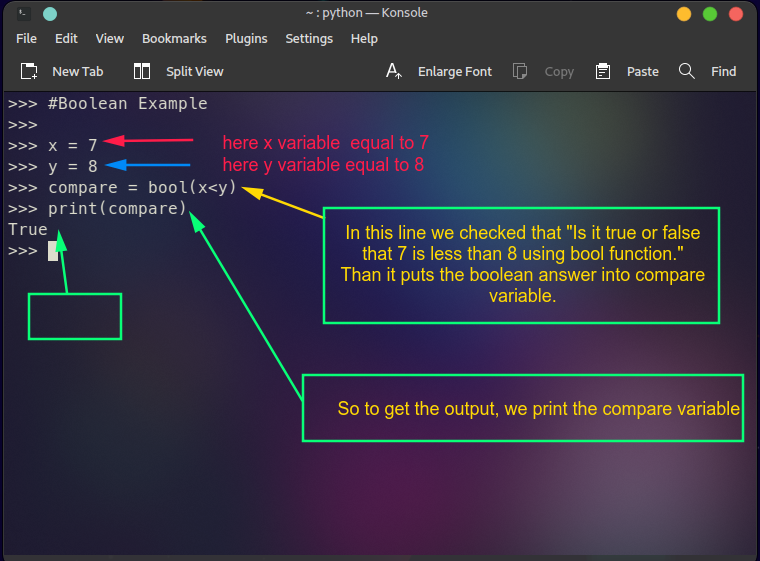 ~ : python — Konsole
File Edit View Bookmarks Plugins Settings Help
New Tab Split View Enlarge Font Copy Paste Find
>>> #Boolean Example
>>>
>>> x = 7
here x variable equal to 7
>>> y = 8
here y variable equal to 8
>>> compare = bool(x<y)
>>> print(compare)
True
>>>
In this line we checked that "Is it true or false
that 7 is less than 8 using bool function."
Than it puts the boolean answer into compare
variable.
So to get the output, we print the compare variable